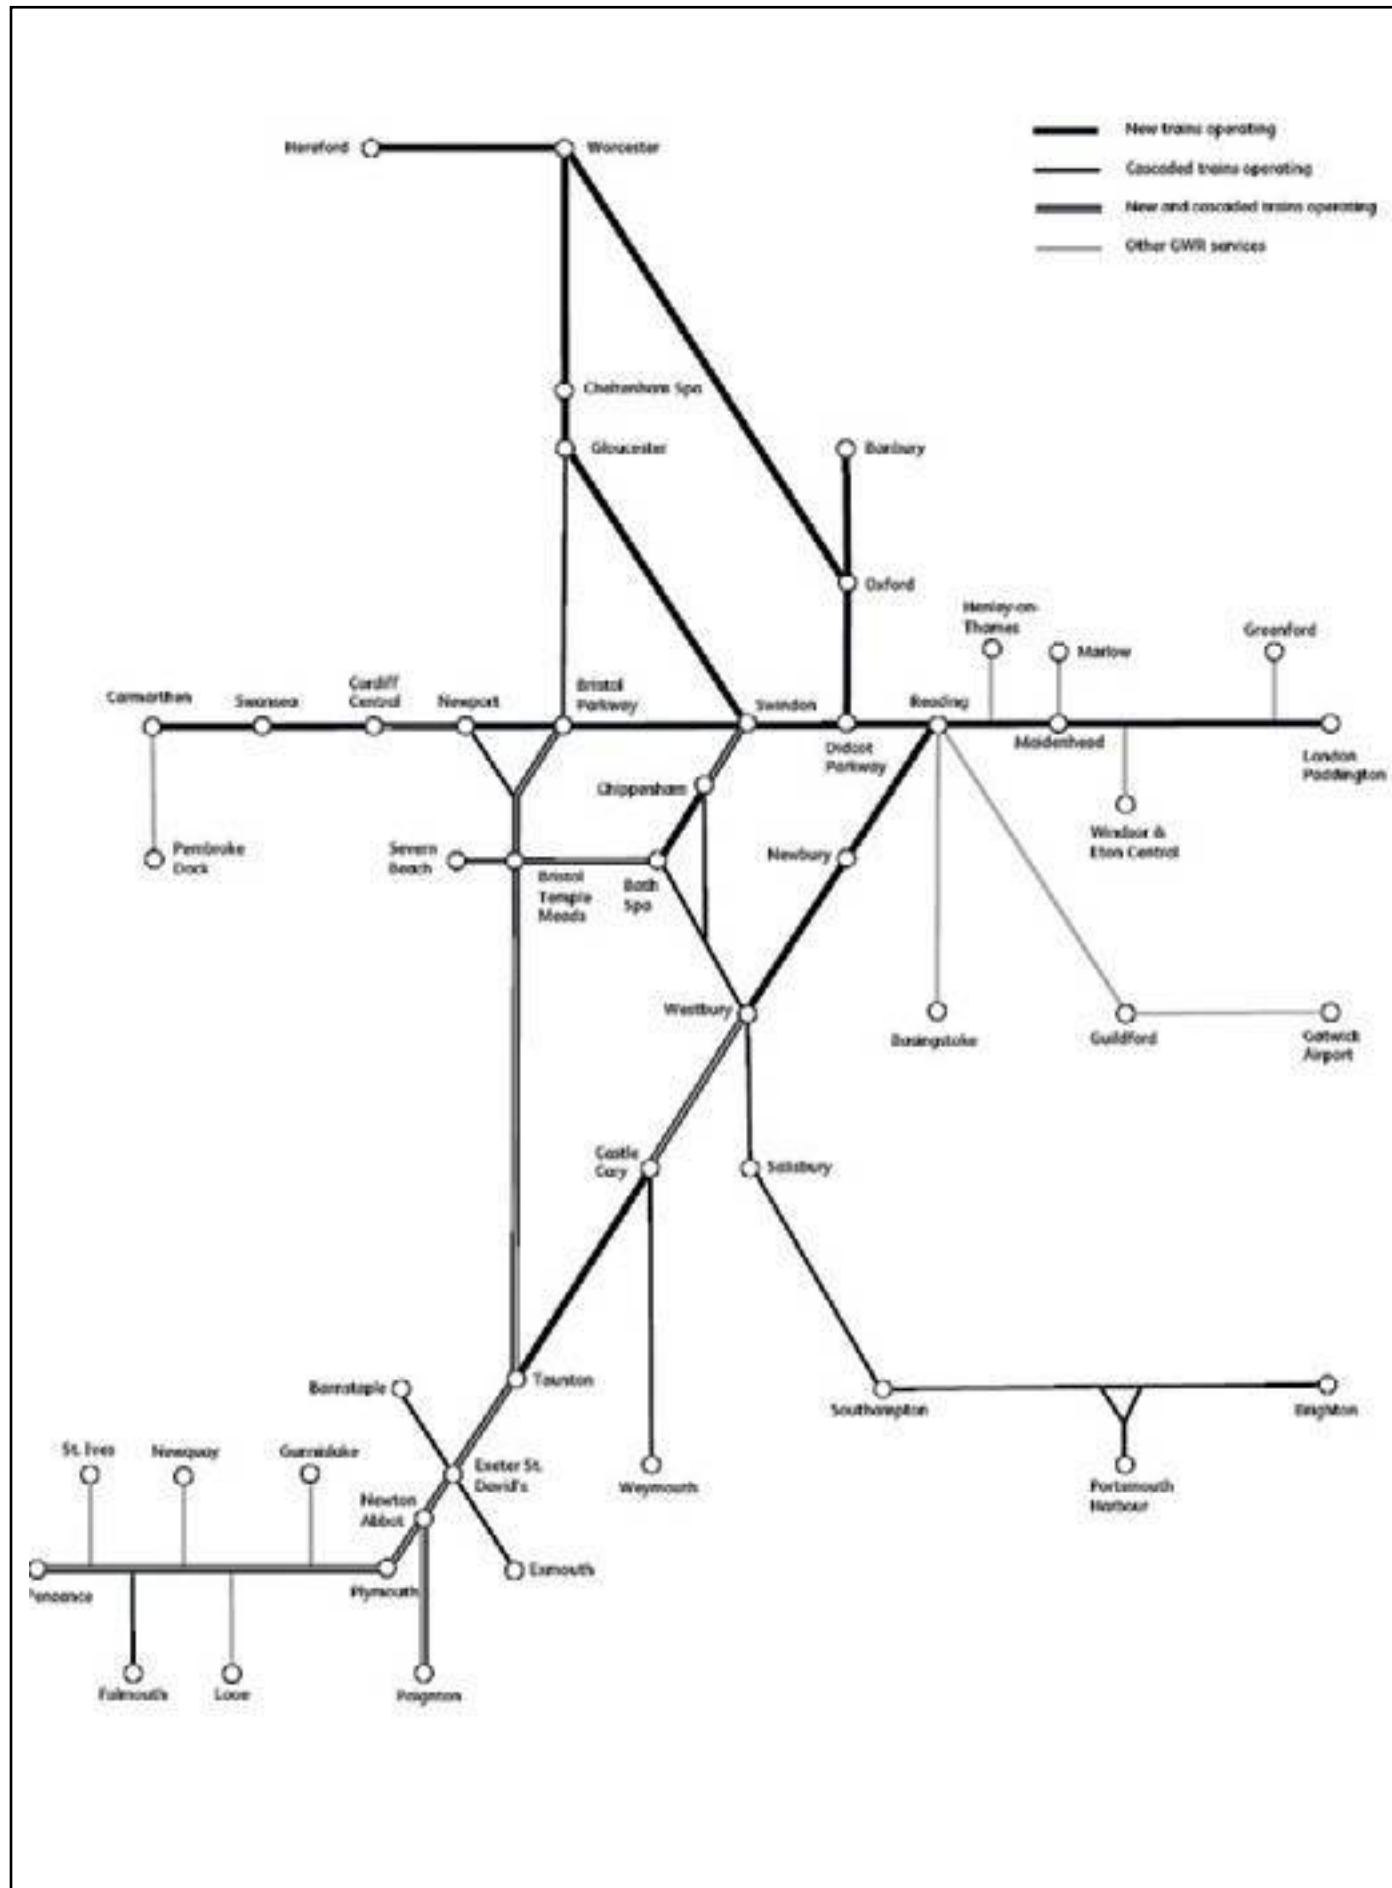 New trains operating
Cascaded trains operating
New and cascaded trains operating
Other GWR services
Hereford
Worcester
Cheltenham Spa
Gloucester
Banbury
Oxford
Henley-on-
Thames
Marlow
Greenford
Carmarthen
Swansea
Cardiff
Central
Newport
Bristol
Parkway
Swindon
Didcot
Parkway
Reading
Maidenhead
London
Paddington
Chippenham
Pembroke
Dock
Severn
Beach
Bristol
Temple
Meads
Bath
Spa
Newbury
Windsor &
Eton Central
Westbury
Basingstoke
Guildford
Gatwick
Airport
Castle
Cary
Salisbury
Barnstaple
Taunton
Southampton
Brighton
St. Ives
Newquay
Gunnislake
Exeter St.
David's
Newton
Abbot
Weymouth
Portsmouth
Harbour
Exmouth
Penzance
Plymouth
Falmouth
Looe
Paignton